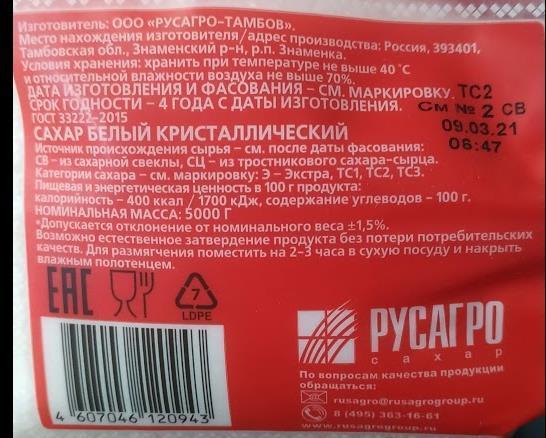 Изготовитель: ООО «РУСАГРО-ТАМБОВ».
Место нахождения изготовителя/адрес производства: Россия, 393401,
Тамбовская обл., Знаменский р-н, р.п. Знаменка.
Условия хранения: хранить при температуре не выше 40 °С
и относительной влажности воздуха не выше 70%.
ДАТА ИЗГОТОВЛЕНИЯ И ФАСОВАНИЯ – СМ. МАРКИРОВКУ. ТС2
СРОК ГОДНОСТИ – 4 ГОДА С ДАТЫ ИЗГОТОВЛЕНИЯ. СМ № 2 СВ
ГОСТ 33222-2015 09.03.21
САХАР БЕЛЫЙ КРИСТАЛЛИЧЕСКИЙ 06:47
Источник происхождения сырья – см. после даты фасования:
СВ – из сахарной свеклы, СЦ – из тростникового сахара-сырца.
Категории сахара – см. маркировку: Э – Экстра, ТС1, ТС2, ТС3.
Пищевая и энергетическая ценность в 100 г продукта:
калорийность – 400 ккал / 1700 кДж, содержание углеводов – 100 г.
НОМИНАЛЬНАЯ МАССА: 5000 Г
*Допускается отклонение от номинального веса ±1,5%.
Возможно естественное затвердение продукта без потери потребительских
качеств. Для размягчения поместить на 2–3 часа в сухую посуду и накрыть
влажным полотенцем.
EAC
7
LDPE
РУСАГРО
сахар
По вопросам качества продукции
обращаться:
rusagro@rusagrogroup.ru
8 (495) 363-16-61
www.rusagrogroup.ru
4 607046 120943